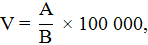 V = A/B × 100 000,